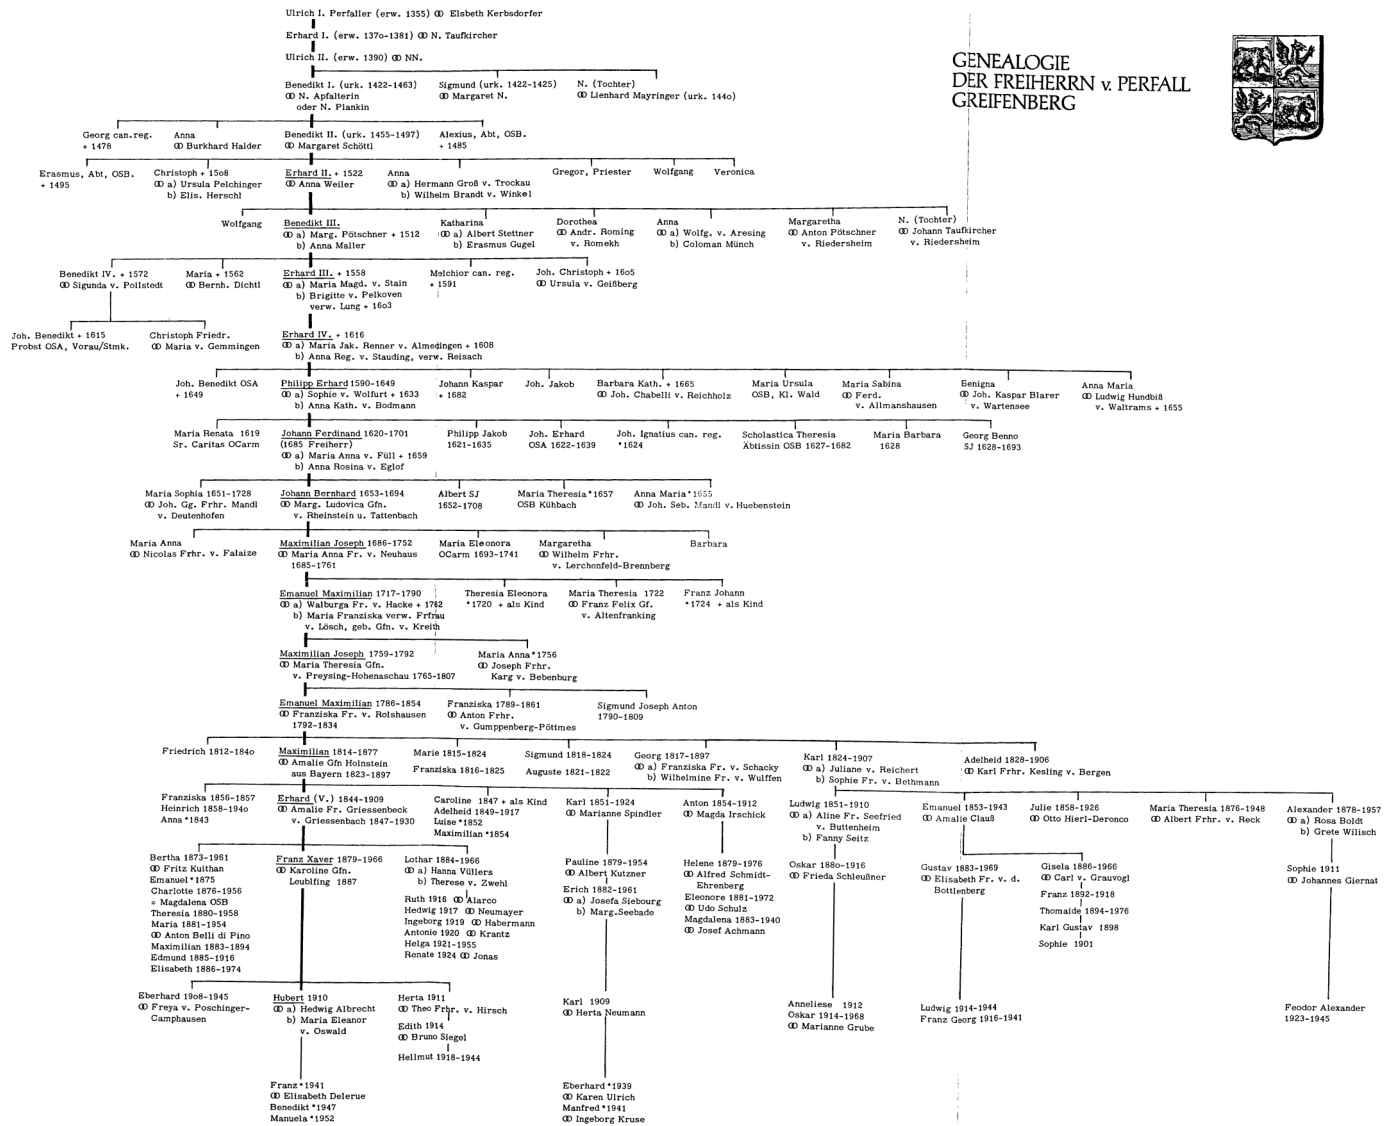 GENEALOGIE
DER FREIHERRN v. PERFALL
GREIFENBERG
Ulrich I. Perfaller (erw. 1355) ⚭ Elsbeth Kerbsdorfer
Erhard I. (erw. 1370-1381) ⚭ N. Taufkircher
Ulrich II. (erw. 1390) ⚭ NN.
Benedikt I. (urk. 1422-1463)
⚭ N. Apfalterin
oder N. Plankin
Sigmund (urk. 1422-1425)
⚭ Margaret N.
N. (Tochter)
⚭ Lienhard Mayringer (urk. 1440)
Georg can.reg.
+ 1478
Anna
⚭ Burkhard Halder
Benedikt II. (urk. 1455-1497)
⚭ Margaret Schöttl
Alexius, Abt, OSB.
+ 1485
Erasmus, Abt, OSB.
+ 1495
Christoph + 1508
⚭ a) Ursula Pelchinger
b) Elis. Herschl
Erhard II. + 1522
⚭ Anna Weiler
Anna
⚭ a) Hermann Groß v. Trockau
b) Wilhelm Brandt v. Winkel
Gregor, Priester
Wolfgang
Veronica
Wolfgang
Benedikt III.
⚭ a) Marg. Pötschner + 1512
b) Anna Maller
Katharina
⚭ a) Albert Stettner
b) Erasmus Gugel
Dorothea
⚭ Andr. Roming
v. Romekh
Anna
⚭ a) Wolfg. v. Aresing
b) Coloman Münch
Margaretha
⚭ Anton Pötschner
v. Riedersheim
N. (Tochter)
⚭ Johann Taufkircher
v. Riedersheim
Benedikt IV. + 1572
⚭ Sigunda v. Pollstedt
Maria + 1562
⚭ Bernh. Dichtl
Erhard III. + 1558
⚭ a) Maria Magd. v. Stain
b) Brigitte v. Pelkoven
verw. Lung + 1603
Melchior can. reg.
+ 1591
Joh. Christoph + 1605
⚭ Ursula v. Geißberg
Joh. Benedikt + 1615
Probst OSA, Vorau/Stmk.
Christoph Friedr.
⚭ Maria v. Gemmingen
Erhard IV. + 1616
⚭ a) Maria Jak. Renner v. Almedingen + 1608
b) Anna Reg. v. Stauding, verw. Reisach
Joh. Benedikt OSA
+ 1649
Philipp Erhard 1590-1649
⚭ a) Sophie v. Wolfurt + 1633
b) Anna Kath. v. Bodmann
Johann Kaspar
+ 1682
Joh. Jakob
Barbara Kath. + 1665
⚭ Joh. Chabelli v. Reichholz
Maria Ursula
OSB, Kl. Wald
Maria Sabina
⚭ Ferd.
v. Allmanshausen
Benigna
⚭ Joh. Kaspar Blarer
v. Wartensee
Anna Maria
⚭ Ludwig Hundbiß
v. Waltrams + 1655
Maria Renata 1619
Sr. Caritas OCarm
Johann Ferdinand 1620-1701
(1685 Freiherr)
⚭ a) Maria Anna v. Füll + 1659
b) Anna Rosina v. Eglof
Philipp Jakob
1621-1635
Joh. Erhard
OSA 1622-1639
Joh. Ignatius can. reg.
*1624
Scholastica Theresia
Äbtissin OSB 1627-1682
Maria Barbara
1628
Georg Benno
SJ 1628-1693
Maria Sophia 1651-1728
⚭ Joh. Gg. Frhr. Mandl
v. Deutenhofen
Johann Bernhard 1653-1694
⚭ Marg. Ludovica Gfn.
v. Rheinstein u. Tattenbach
Albert SJ
1652-1708
Maria Theresia *1657
OSB Kühbach
Anna Maria *1655
⚭ Joh. Seb. Mandl v. Huebenstein
Maria Anna
⚭ Nicolas Frhr. v. Falaize
Maximilian Joseph 1686-1752
⚭ Maria Anna Fr. v. Neuhaus
1685-1761
Maria Eleonora
OCarm 1693-1741
Margaretha
⚭ Wilhelm Frhr.
v. Lerchenfeld-Brennberg
Barbara
Emanuel Maximilian 1717-1790
⚭ a) Walburga Fr. v. Hacke + 1762
b) Maria Franziska verw. Frfrau
v. Lösch, geb. Gfn. v. Kreith
Theresia Eleonora
*1720 + als Kind
Maria Theresia 1722
⚭ Franz Felix Gf.
v. Altenfranking
Franz Johann
*1724 + als Kind
Maximilian Joseph 1759-1792
⚭ Maria Theresia Gfn.
v. Preysing-Hohenaschau 1765-1807
Maria Anna *1756
⚭ Joseph Frhr.
Karg v. Bebenburg
Emanuel Maximilian 1786-1854
⚭ Franziska Fr. v. Rolshausen
1792-1834
Franziska 1789-1861
⚭ Anton Frhr.
v. Gumppenberg-Pöttmes
Sigmund Joseph Anton
1790-1809
Friedrich 1812-1840
Maximilian 1814-1877
⚭ Amalie Gfn Holnstein
aus Bayern 1823-1897
Marie 1815-1824
Franziska 1816-1825
Sigmund 1818-1824
Auguste 1821-1822
Georg 1817-1897
⚭ a) Franziska Fr. v. Schacky
b) Wilhelmine Fr. v. Wulffen
Karl 1824-1907
⚭ a) Juliane v. Reichert
b) Sophie Fr. v. Bethmann
Adelheid 1828-1906
⚭ Karl Frhr. Kesling v. Bergen
Franziska 1856-1857
Heinrich 1858-1940
Anna *1843
Erhard (V.) 1844-1909
⚭ Amalie Fr. Griessenbeck
v. Griessenbach 1847-1930
Caroline 1847 + als Kind
Adelheid 1849-1917
Luise *1852
Maximilian *1854
Karl 1851-1924
⚭ Marianne Spindler
Anton 1854-1912
⚭ Magda Irschick
Ludwig 1851-1910
⚭ a) Aline Fr. Seefried
v. Buttenheim
b) Fanny Seitz
Emanuel 1853-1943
⚭ Amalie Clauß
Julie 1858-1926
⚭ Otto Hierl-Deronco
Maria Theresia 1876-1948
⚭ Albert Frhr. v. Reck
Alexander 1878-1957
⚭ a) Rosa Boldt
b) Grete Wilisch
Bertha 1873-1961
⚭ Fritz Kuithan
Emanuel *1875
Charlotte 1876-1956
= Magdalena OSB
Theresia 1880-1958
Maria 1881-1954
⚭ Anton Belli di Pino
Maximilian 1883-1894
Edmund 1885-1916
Elisabeth 1886-1974
Franz Xaver 1879-1966
⚭ Karoline Gfn.
Leublfing 1887
Lothar 1884-1966
⚭ a) Hanna Vüllers
b) Therese v. Zwehl
Ruth 1916 ⚭ Alarco
Hedwig 1917 ⚭ Neumayer
Ingeborg 1919 ⚭ Habermann
Antonie 1920 ⚭ Krantz
Helga 1921-1955
Renate 1924 ⚭ Jonas
Pauline 1879-1954
⚭ Albert Kutzner
Erich 1882-1961
⚭ a) Josefa Siebourg
b) Marg.Seebade
Helene 1879-1976
⚭ Alfred Schmidt-
Ehrenberg
Eleonore 1881-1972
⚭ Udo Schulz
Magdalena 1883-1940
⚭ Josef Achmann
Oskar 1880-1916
⚭ Frieda Schleußner
Gustav 1883-1969
⚭ Elisabeth Fr. v. d.
Bottlenberg
Gisela 1886-1966
⚭ Carl v. Grauvogl
Franz 1892-1918
Thomaide 1894-1976
Karl Gustav 1898
Sophie 1901
Sophie 1911
⚭ Johannes Giernat
Eberhard 1908-1945
⚭ Freya v. Poschinger-
Camphausen
Hubert 1910
⚭ a) Hedwig Albrecht
b) Maria Eleanor
v. Oswald
Herta 1911
⚭ Theo Frhr. v. Hirsch
Edith 1914
⚭ Bruno Siegel
Hellmut 1918-1944
Karl 1909
⚭ Herta Neumann
Anneliese 1912
Oskar 1914-1968
⚭ Marianne Grube
Ludwig 1914-1944
Franz Georg 1916-1941
Feodor Alexander
1923-1945
Franz *1941
⚭ Elisabeth Delerue
Benedikt *1947
Manuela *1952
Eberhard *1939
⚭ Karen Ulrich
Manfred *1941
⚭ Ingeborg Kruse